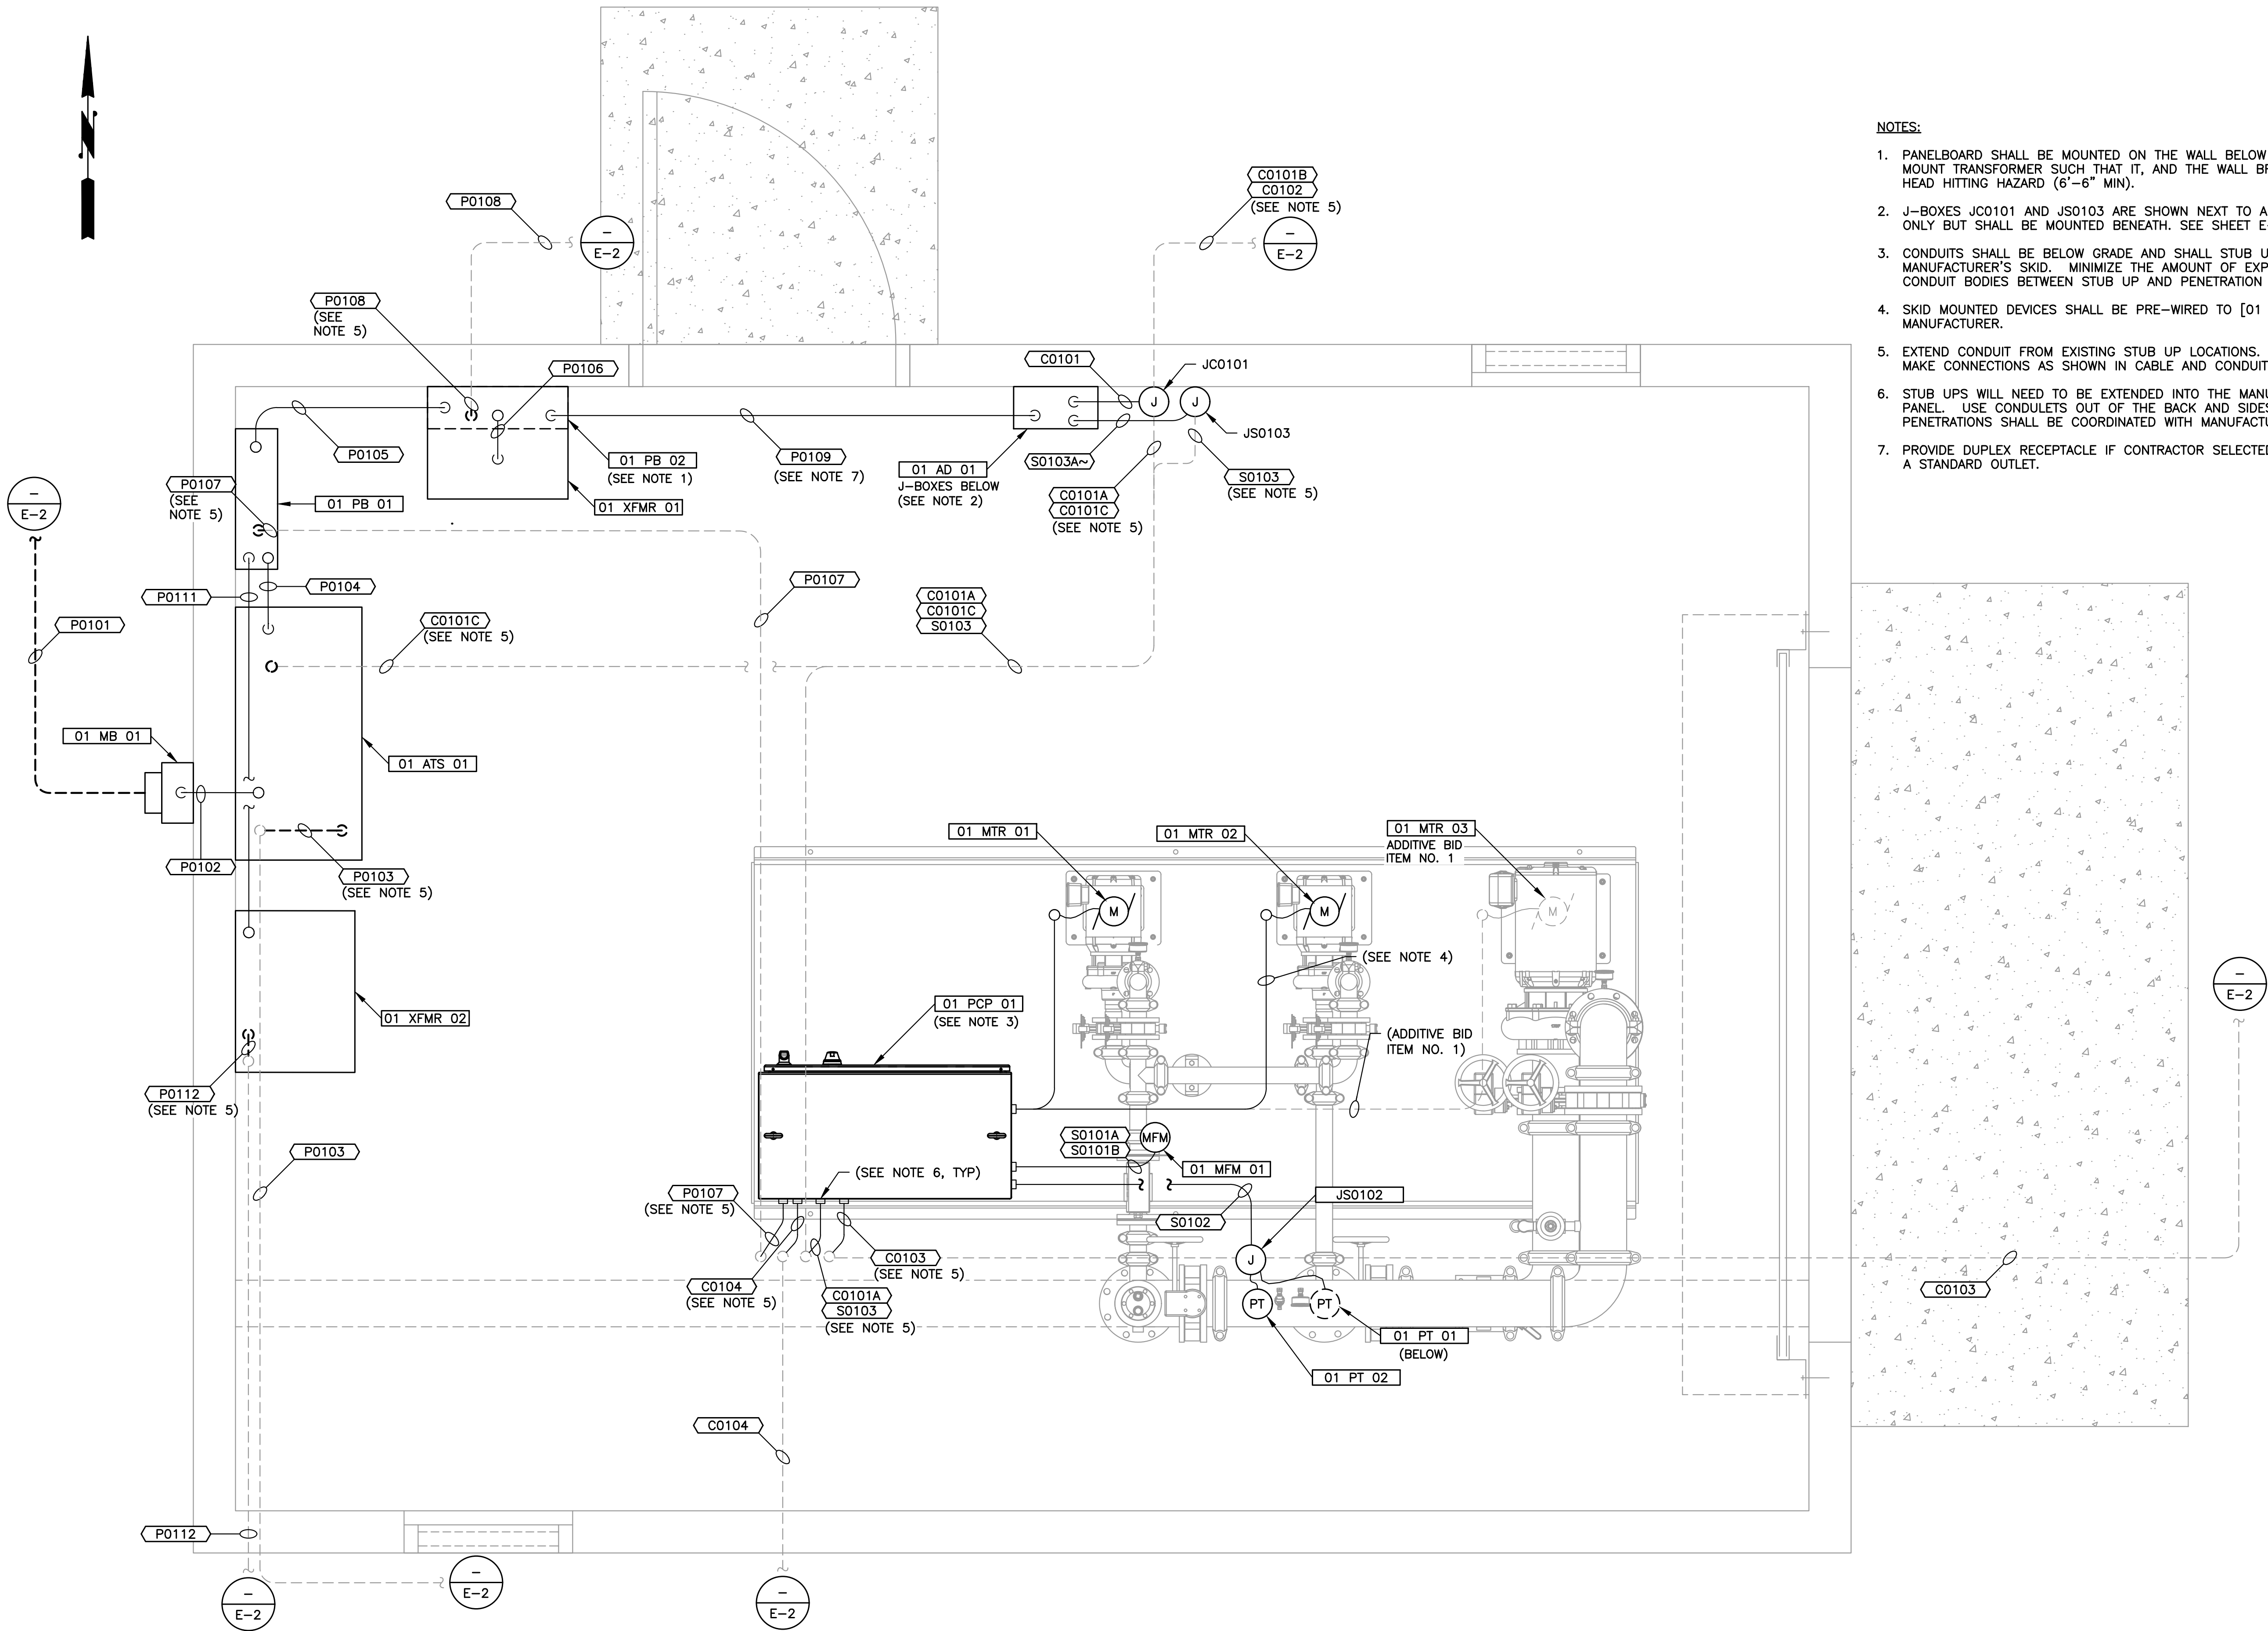 NOTES:
1. PANELBOARD SHALL BE MOUNTED ON THE WALL BELOW
MOUNT TRANSFORMER SUCH THAT IT, AND THE WALL
HEAD HITTING HAZARD (6'-6" MIN).
2. J-BOXES JC0101 AND JS0103 ARE SHOWN NEXT TO
ONLY BUT SHALL BE MOUNTED BENEATH. SEE SHEET
3. CONDUITS SHALL BE BELOW GRADE AND SHALL STUB
MANUFACTURER'S SKID. MINIMIZE THE AMOUNT OF
CONDUIT BODIES BETWEEN STUB UP AND PENETRATION
4. SKID MOUNTED DEVICES SHALL BE PRE-WIRED TO [01
MANUFACTURER.
5. EXTEND CONDUIT FROM EXISTING STUB UP LOCATIONS.
MAKE CONNECTIONS AS SHOWN IN CABLE AND
6. STUB UPS WILL NEED TO BE EXTENDED INTO THE
PANEL. USE CONDULETS OUT OF THE BACK AND
PENETRATIONS SHALL BE COORDINATED WITH
7. PROVIDE DUPLEX RECEPTACLE IF CONTRACTOR
A STANDARD OUTLET.
N
P0108
-
E-2
C0101B
C0102
(SEE NOTE 5)
-
E-2
P0108
(SEE
NOTE 5)
P0106
C0101
JC0101
J
J
JS0103
P0105
P0107
(SEE
NOTE 5)
01 PB 01
01 PB 02
(SEE NOTE 1)
01 XFMR 01
P0109
(SEE NOTE 7)
01 AD 01
J-BOXES BELOW
(SEE NOTE 2)
S0103A~
C0101A
C0101C
(SEE NOTE 5)
S0103
(SEE NOTE 5)
-
E-2
P0111
P0104
P0107
P0101
C0101C
(SEE NOTE 5)
C0101A
C0101C
S0103
01 MB 01
01 ATS 01
P0102
P0103
(SEE NOTE 5)
01 MTR 01
01 MTR 02
01 MTR 03
ADDITIVE BID
ITEM NO. 1
M
M
M
(SEE NOTE 4)
-
E-2
01 PCP 01
(SEE NOTE 3)
01 XFMR 02
(ADDITIVE BID
ITEM NO. 1)
P0112
(SEE NOTE 5)
P0103
S0101A
S0101B
MFM
01 MFM 01
(SEE NOTE 6, TYP)
P0107
(SEE NOTE 5)
JS0102
S0102
J
C0103
(SEE NOTE 5)
C0104
(SEE NOTE 5)
C0101A
S0103
(SEE NOTE 5)
PT
PT
C0103
01 PT 01
(BELOW)
01 PT 02
C0104
P0112
-
E-2
-
E-2
-
E-2